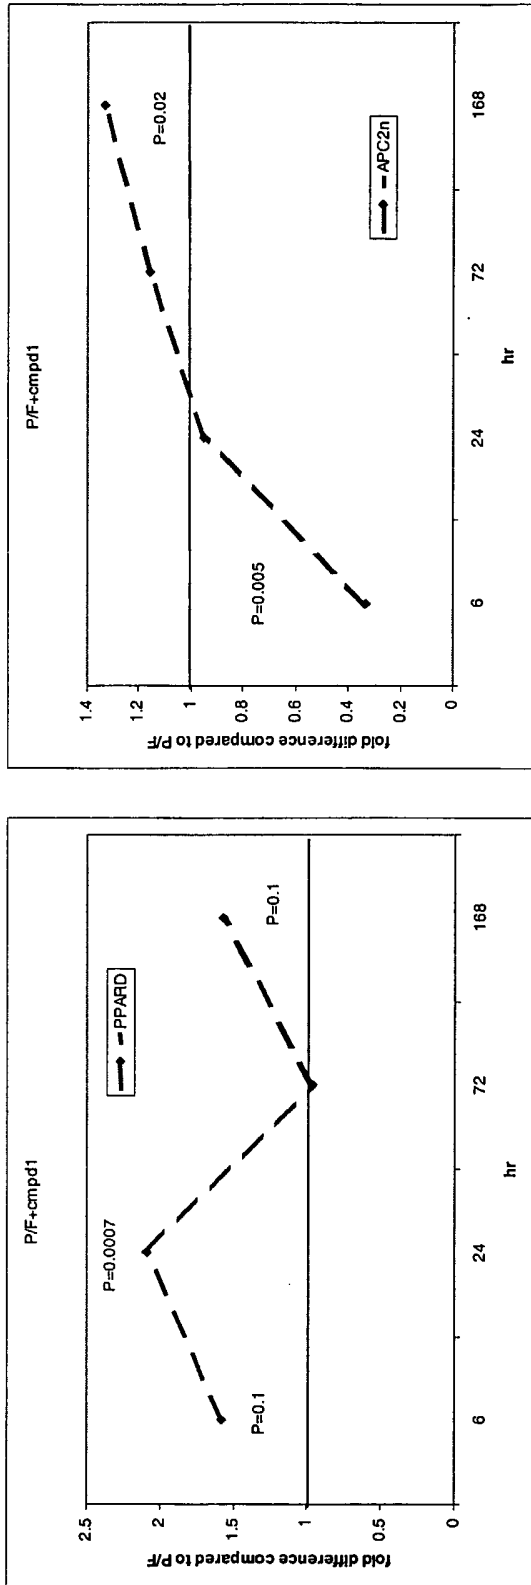 P/F+cmpd1
fold difference compared to P/F
2.5
2
1.5
1
0.5
0
P=0.1
P=0.0007
P=0.1
PPARD
6
24
72
168
hr
P/F+cmpd1
fold difference compared to P/F
1.4
1.2
1
0.8
0.6
0.4
0.2
0
P=0.005
P=0.02
APC2n
6
24
72
168
hr